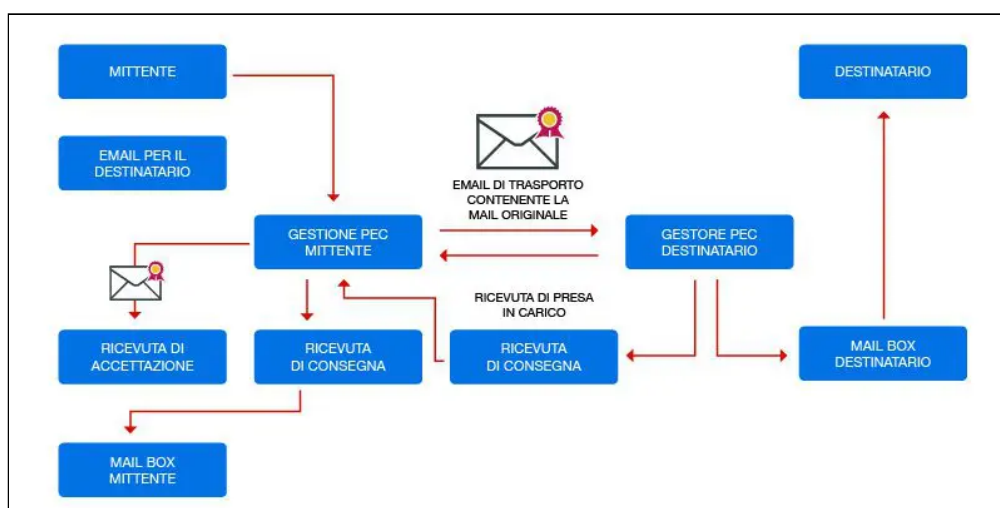 MITTENTE
DESTINATARIO
EMAIL PER IL
DESTINATARIO
EMAIL DI TRASPORTO
CONTENENTE LA
MAIL ORIGINALE
GESTIONE PEC
MITTENTE
GESTORE PEC
DESTINATARIO
RICEVUTA DI PRESA
IN CARICO
RICEVUTA DI
ACCETTAZIONE
RICEVUTA
DI CONSEGNA
RICEVUTA
DI CONSEGNA
MAIL BOX
DESTINATARIO
MAIL BOX
MITTENTE